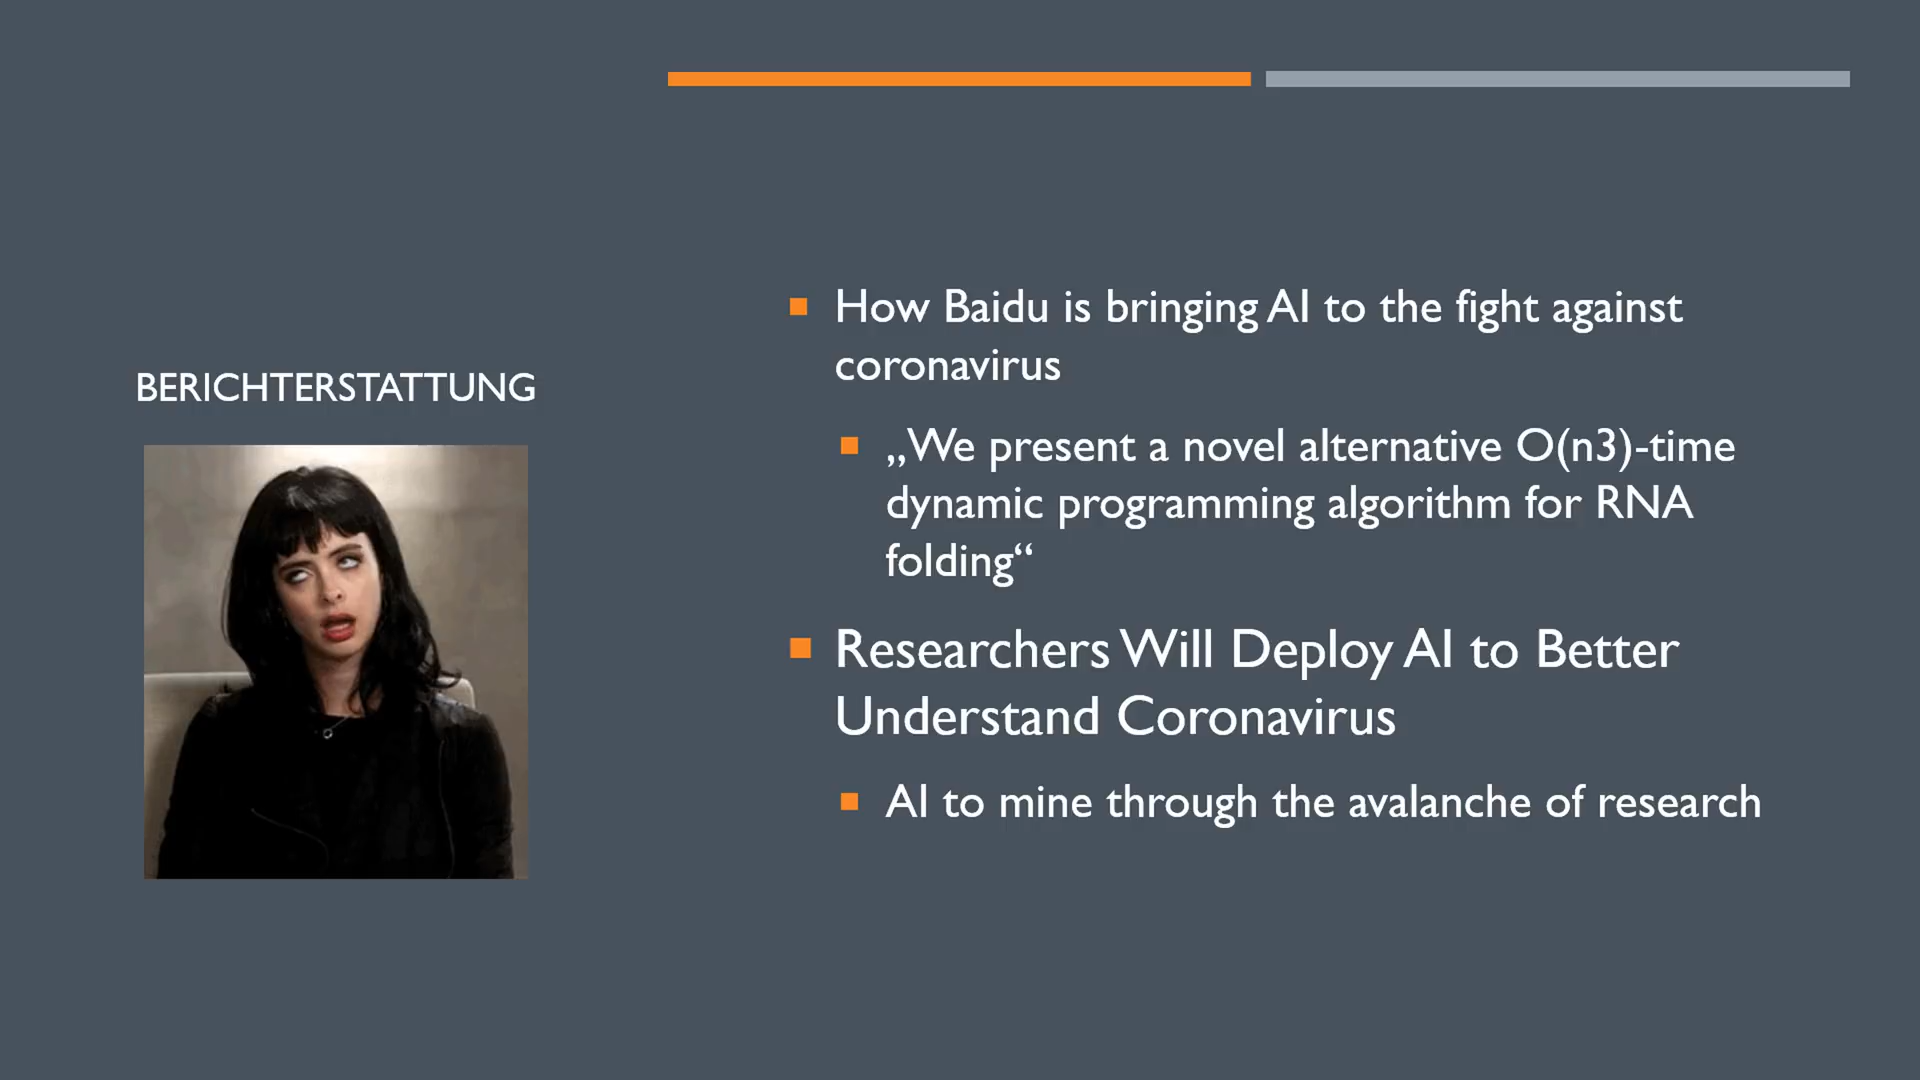 BERICHTERSTATTUNG
How Baidu is bringing AI to the fight against
coronavirus
„We present a novel alternative O(n3)-time
dynamic programming algorithm for RNA
folding“
Researchers Will Deploy AI to Better
Understand Coronavirus
AI to mine through the avalanche of research